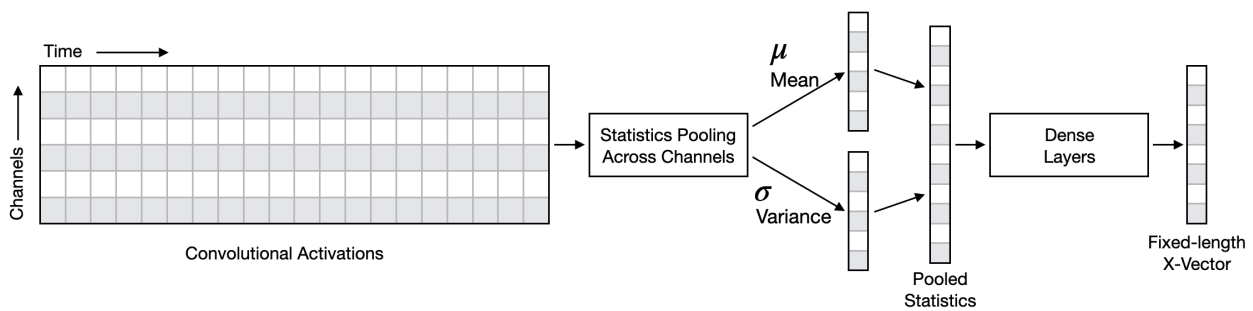 Time
Channels
Convolutional Activations
Statistics Pooling
Across Channels
μ
Mean
σ
Variance
Pooled
Statistics
Dense
Layers
Fixed-length
X-Vector